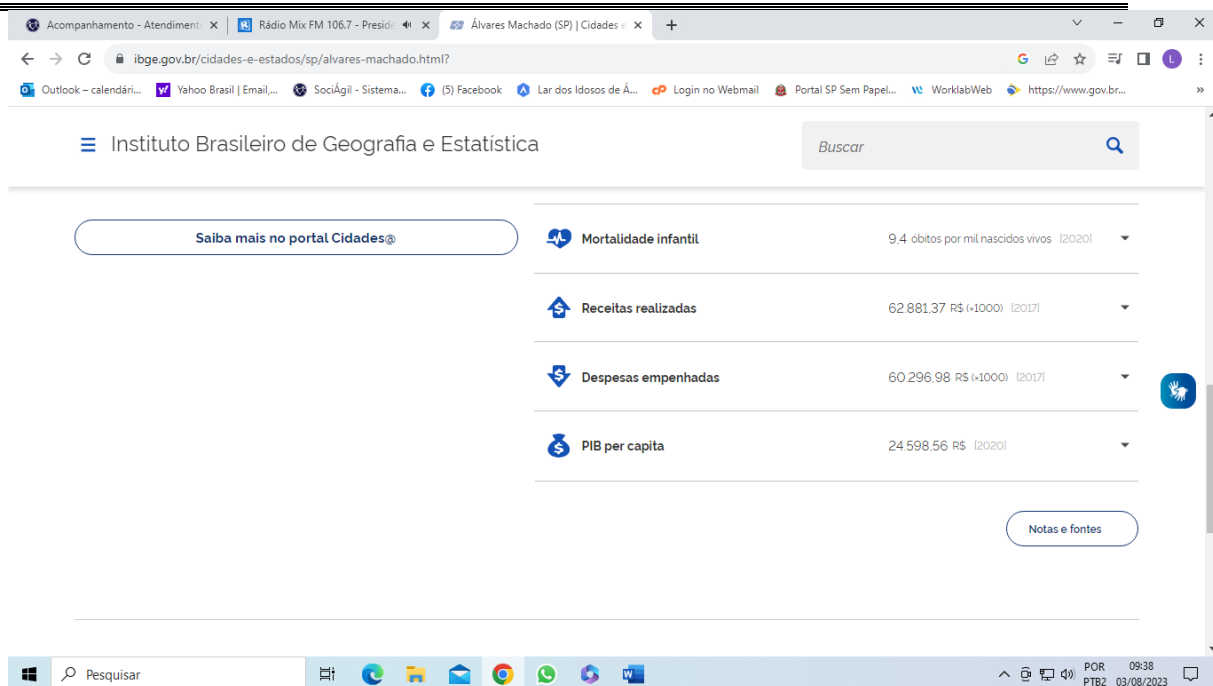 Acompanhamento - Atendiment
Rádio Mix FM 106.7 - Preside
Álvares Machado (SP) | Cidades e
ibge.gov.br/cidades-e-estados/sp/alvares-machado.html?
L
Outlook – calendári...
Yahoo Brasil | Email,...
SociÁgil - Sistema...
(5) Facebook
Lar dos Idosos de Á...
Login no Webmail
Portal SP Sem Papel...
WorklabWeb
https://www.gov.br...
»
Instituto Brasileiro de Geografia e Estatística
Buscar
Saiba mais no portal Cidades@
Mortalidade infantil 9,4 óbitos por mil nascidos vivos [2020]
Receitas realizadas 62.881,37 R$ (×1000) [2017]
Despesas empenhadas 60.296,98 R$ (×1000) [2017]
PIB per capita 24.598,56 R$ [2020]
Notas e fontes
Pesquisar
POR 09:38
PTB2 03/08/2023